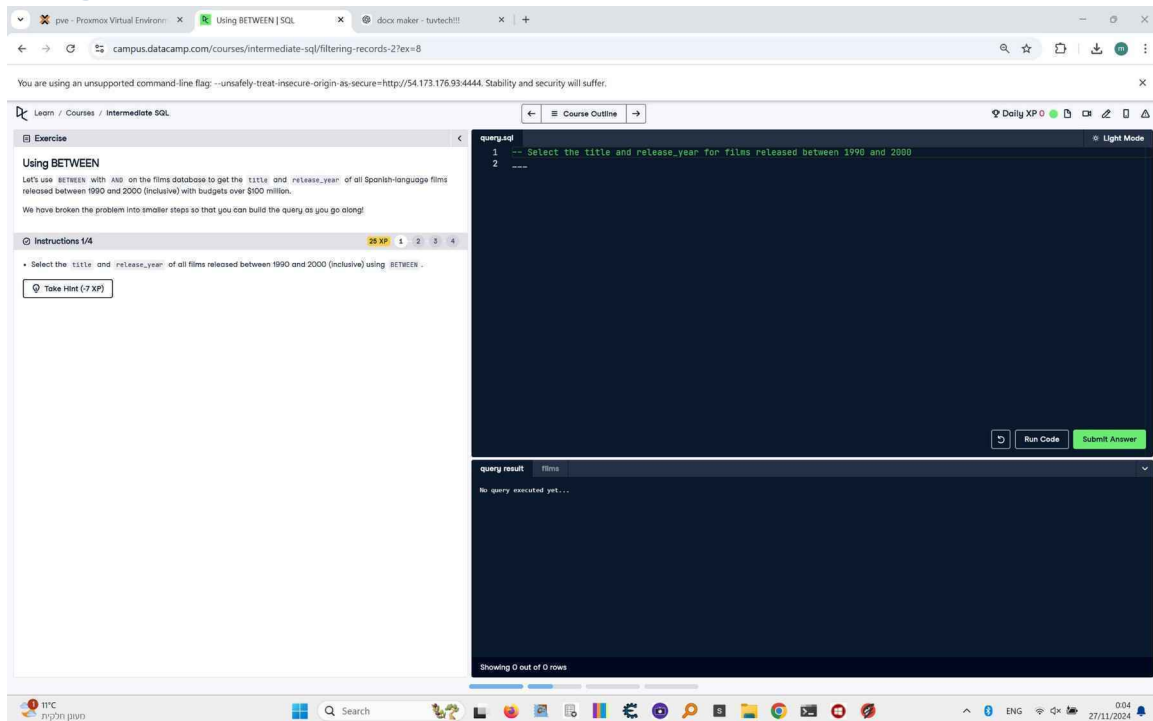 pve - Proxmox Virtual Environm
Using BETWEEN | SQL
docx maker - tuvtech!!!
campus.datacamp.com/courses/intermediate-sql/filtering-records-2?ex=8
You are using an unsupported command-line flag: --unsafely-treat-insecure-origin-as-secure=http://54.173.176.93:4444. Stability and security will suffer.
Learn / Courses / Intermediate SQL
Course Outline
Daily XP 0
Exercise
Using BETWEEN
Let's use BETWEEN with AND on the films database to get the title and release_year of all Spanish-language films
released between 1990 and 2000 (inclusive) with budgets over $100 million.
We have broken the problem into smaller steps so that you can build the query as you go along!
Instructions 1/4
25 XP 1 2 3 4
• Select the title and release_year of all films released between 1990 and 2000 (inclusive) using BETWEEN .
Take Hint (-7 XP)
query.sql
Light Mode
1 -- Select the title and release_year for films released between 1990 and 2000
2 ___
Run Code
Submit Answer
query result films
No query executed yet...
Showing 0 out of 0 rows
1
11°C
מעונן חלקית
Search
ENG
0:04
27/11/2024